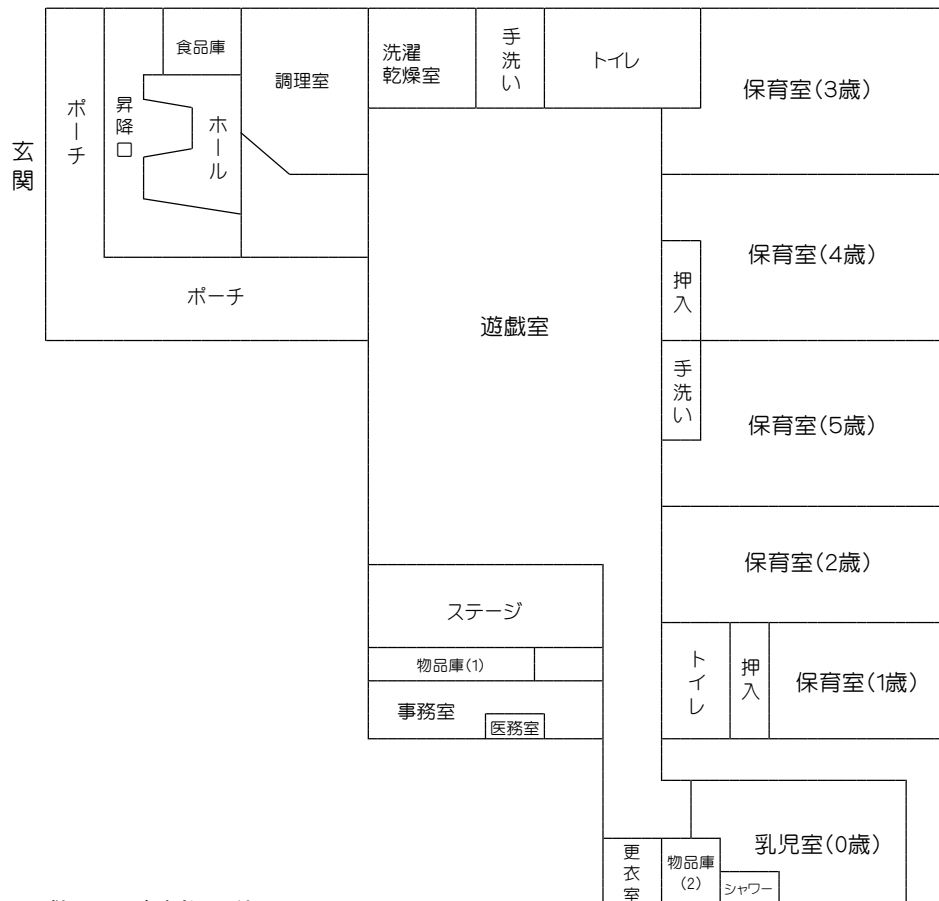 玄関
ポーチ
昇降口
食品庫
ホール
調理室
洗濯
乾燥室
手洗い
トイレ
保育室(3歳)
保育室(4歳)
押入
ポーチ
遊戯室
手洗い
保育室(5歳)
保育室(2歳)
ステージ
物品庫(1)
事務室
医務室
トイレ
押入
保育室(1歳)
乳児室(0歳)
更衣室
物品庫
(2)
シャワー